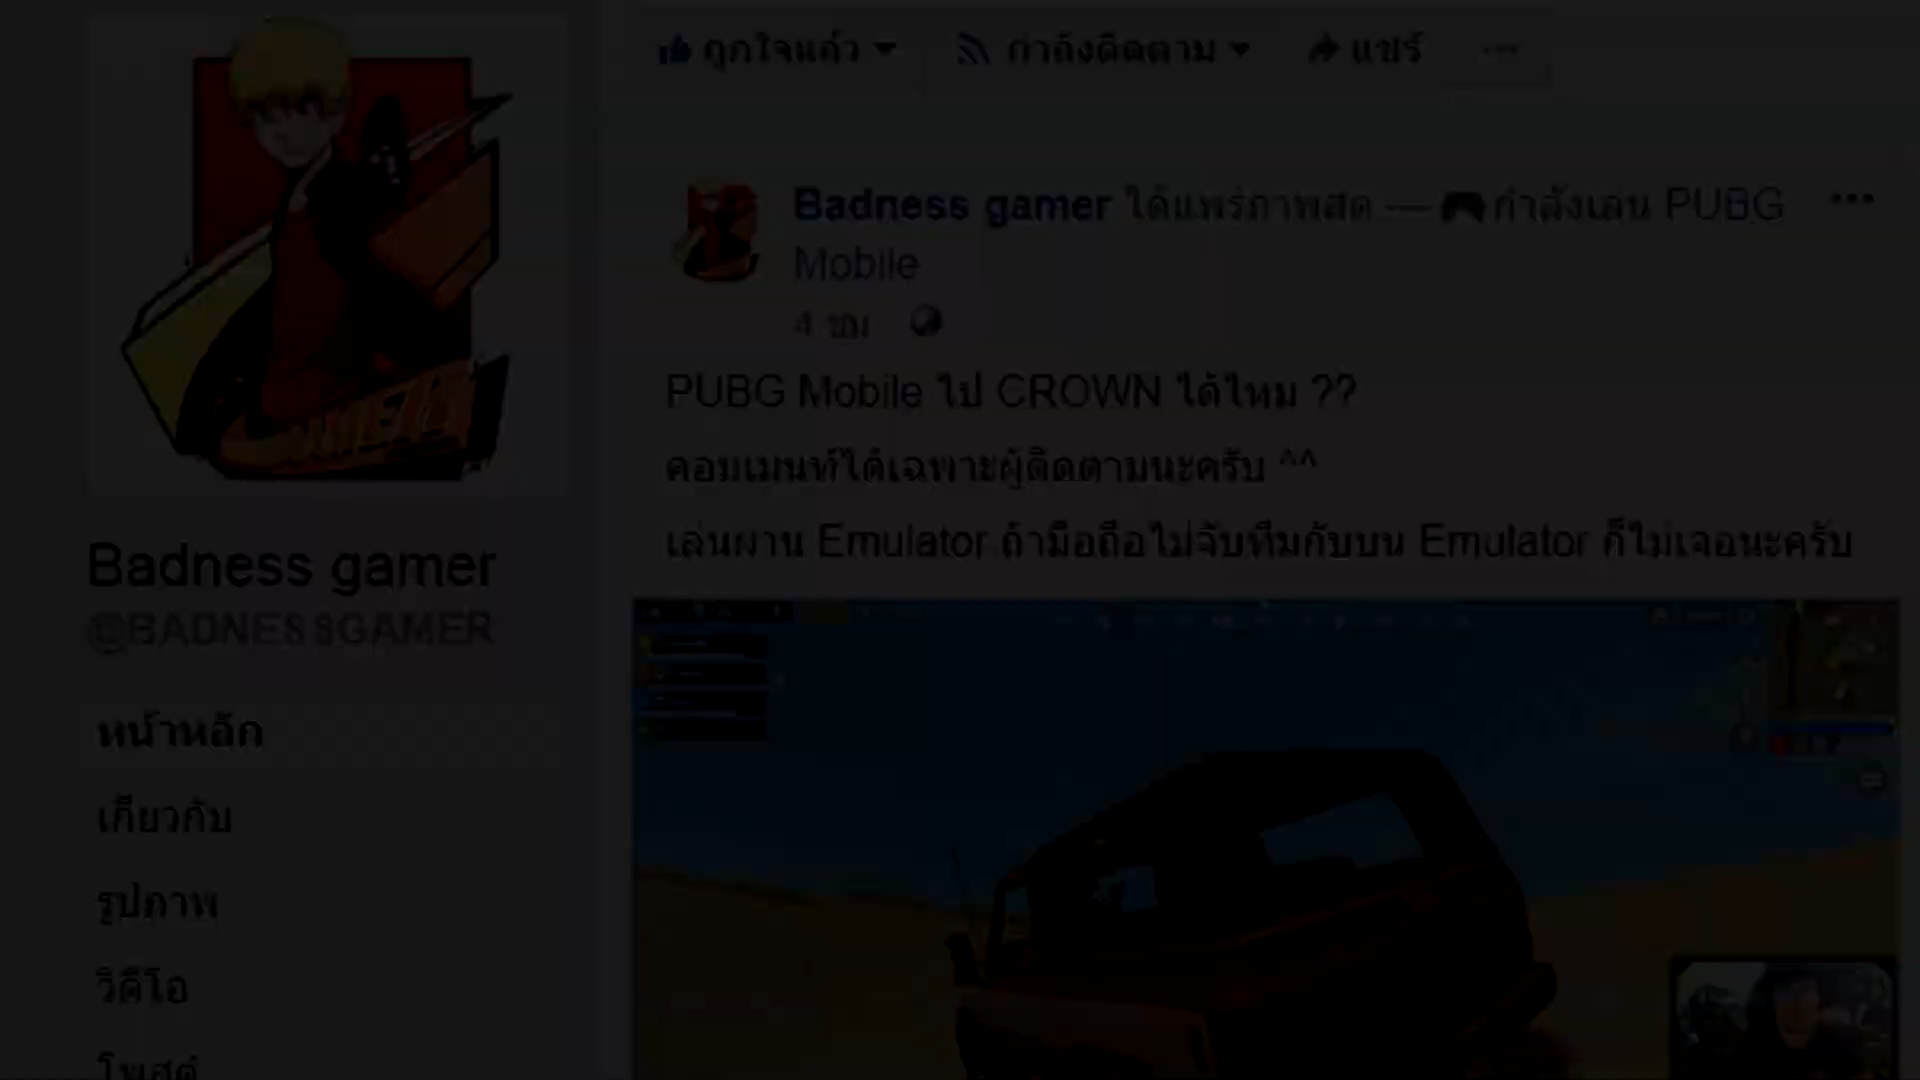 ถูกใจแล้ว
กำลังติดตาม
แชร์
Badness gamer ได้แพร่ภาพสด — กำลังเล่น PUBG
Mobile
4 ชม
PUBG Mobile ไป CROWN ได้ไหม ??
คอมเมนท์ได้เฉพาะผู้ติดตามนะครับ ^^
เล่นผ่าน Emulator ถ้ามือถือไม่จับทีมกับบน Emulator ก็ไม่เจอนะครับ
Badness gamer
@BADNESSGAMER
หน้าหลัก
เกี่ยวกับ
รูปภาพ
วิดีโอ
โพสต์